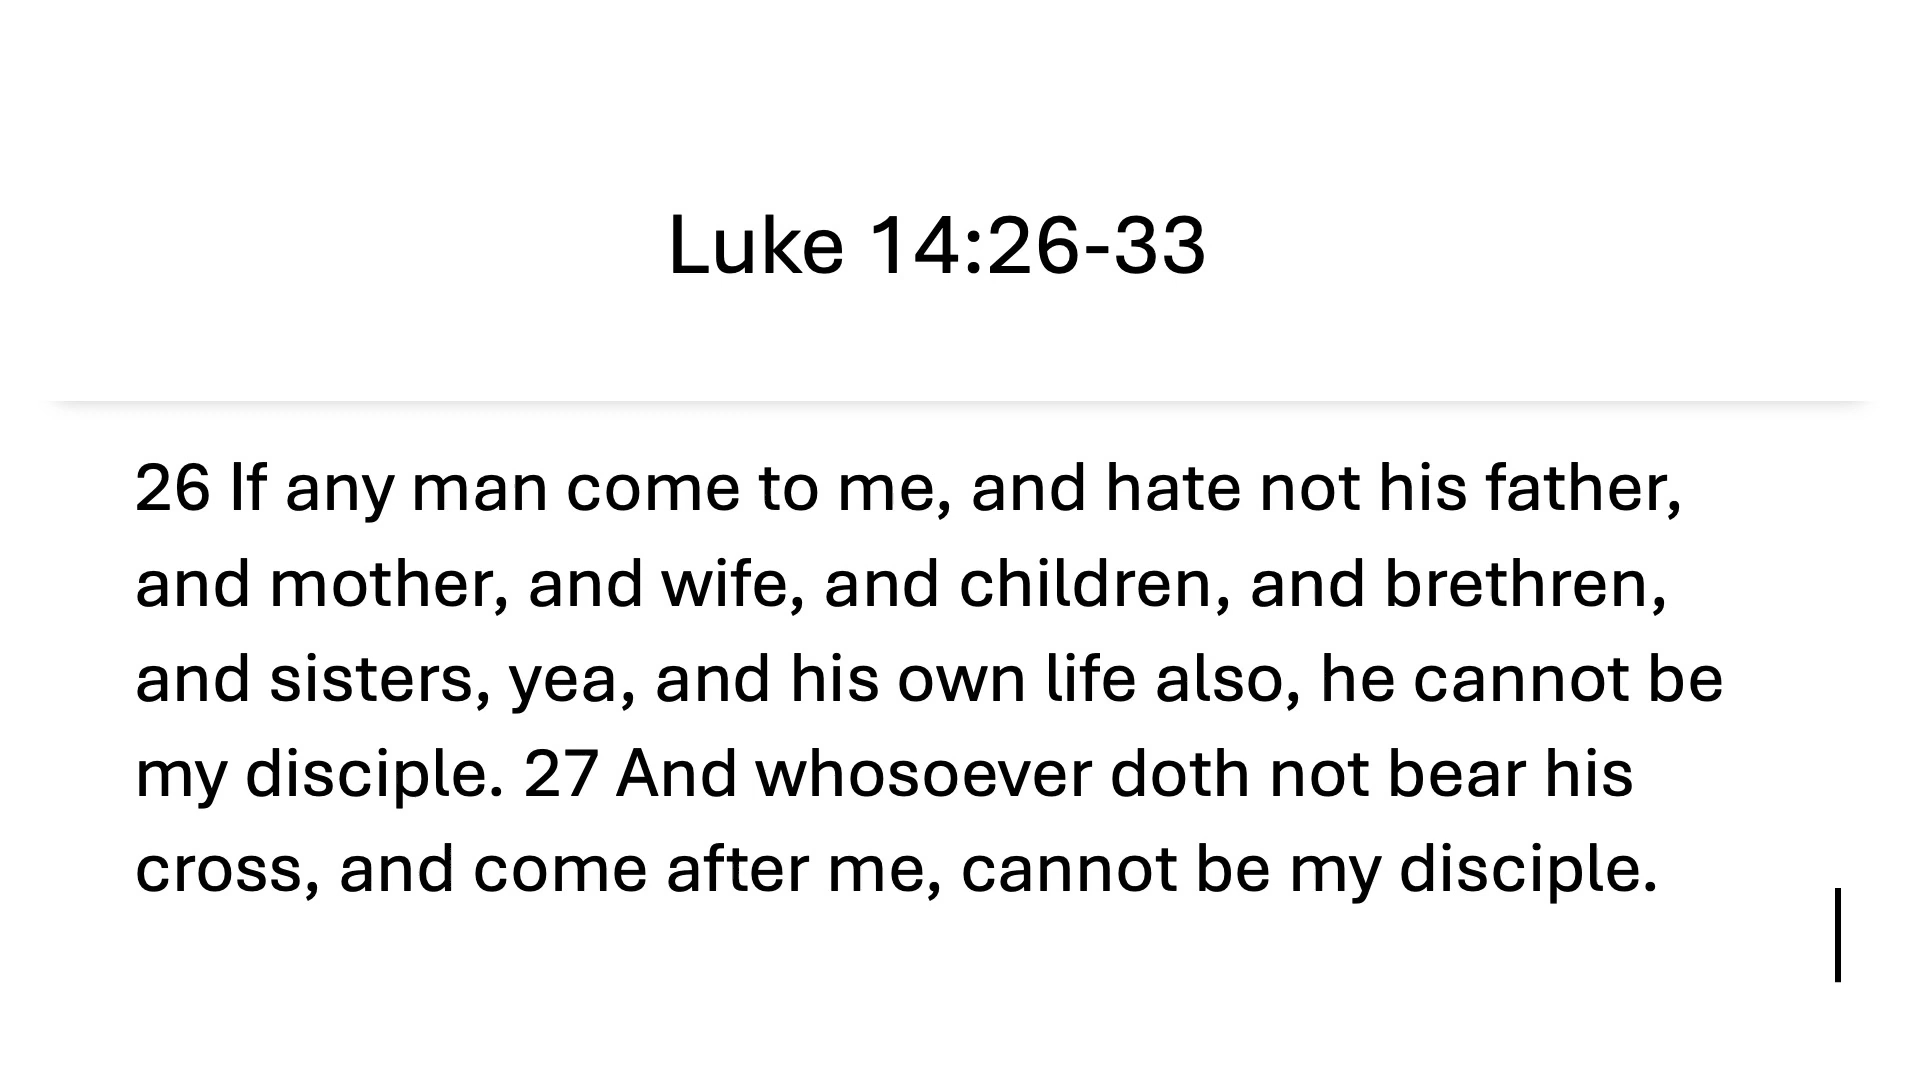 Luke 14:26-33
26 If any man come to me, and hate not his father,
and mother, and wife, and children, and brethren,
and sisters, yea, and his own life also, he cannot be
my disciple. 27 And whosoever doth not bear his
cross, and come after me, cannot be my disciple.